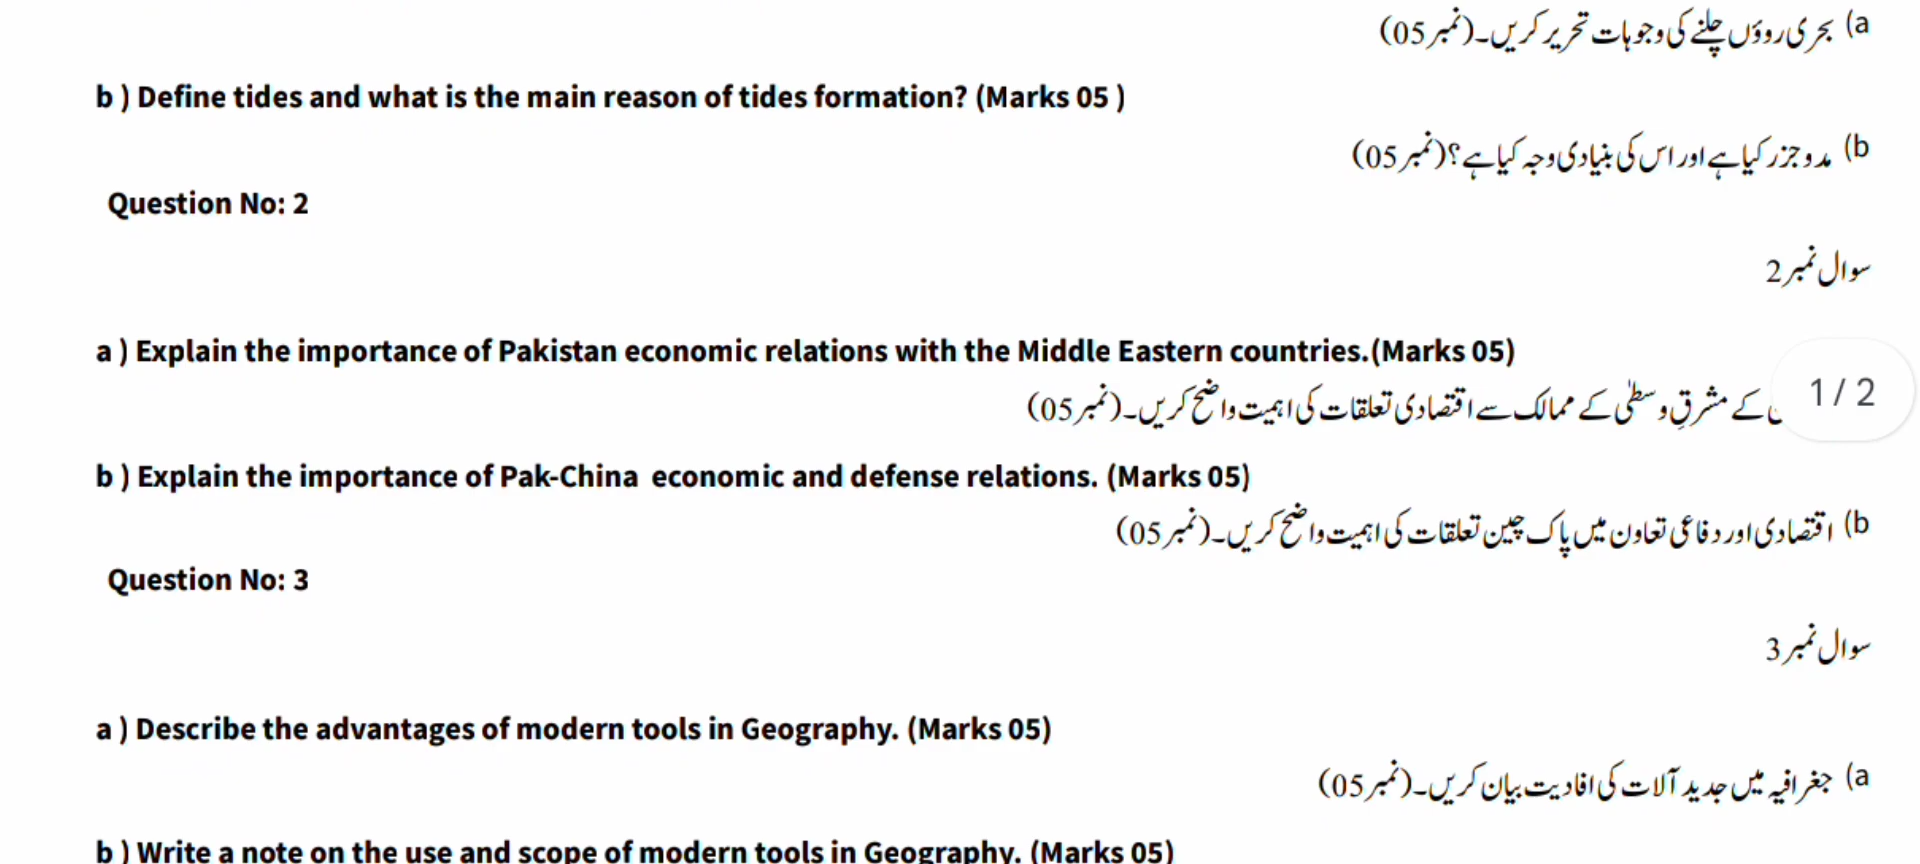 a) بحری روؤں چلنے کی وجوہات تحریر کریں۔(نمبر 05)
b ) Define tides and what is the main reason of tides formation? (Marks 05 )
b) مد و جزر کیا ہے اور اس کی بنیادی وجہ کیا ہے؟(نمبر 05)
Question No: 2
سوال نمبر 2
a ) Explain the importance of Pakistan economic relations with the Middle Eastern countries.(Marks 05)
کے مشرقِ وسطیٰ کے ممالک سے اقتصادی تعلقات کی اہمیت واضح کریں۔(نمبر 05)
1 / 2
b ) Explain the importance of Pak-China economic and defense relations. (Marks 05)
b) اقتصادی اور دفاعی تعاون میں پاک چین تعلقات کی اہمیت واضح کریں۔(نمبر 05)
Question No: 3
سوال نمبر 3
a ) Describe the advantages of modern tools in Geography. (Marks 05)
a) جغرافیہ میں جدید آلات کی افادیت بیان کریں۔(نمبر 05)
b ) Write a note on the use and scope of modern tools in Geography. (Marks 05)